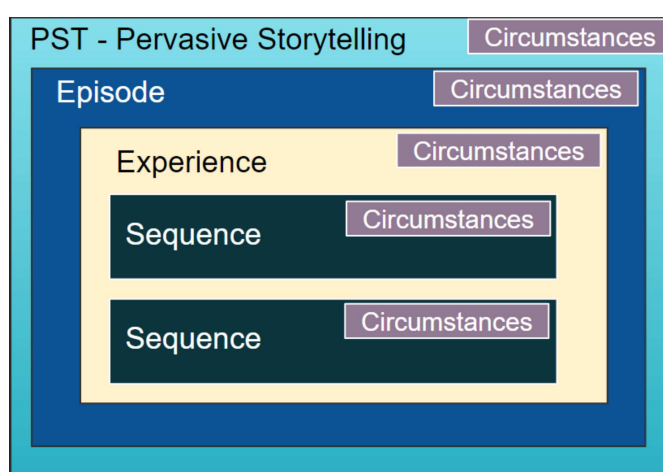 PST - Pervasive Storytelling Circumstances
Episode Circumstances
Experience Circumstances
Sequence Circumstances
Sequence Circumstances